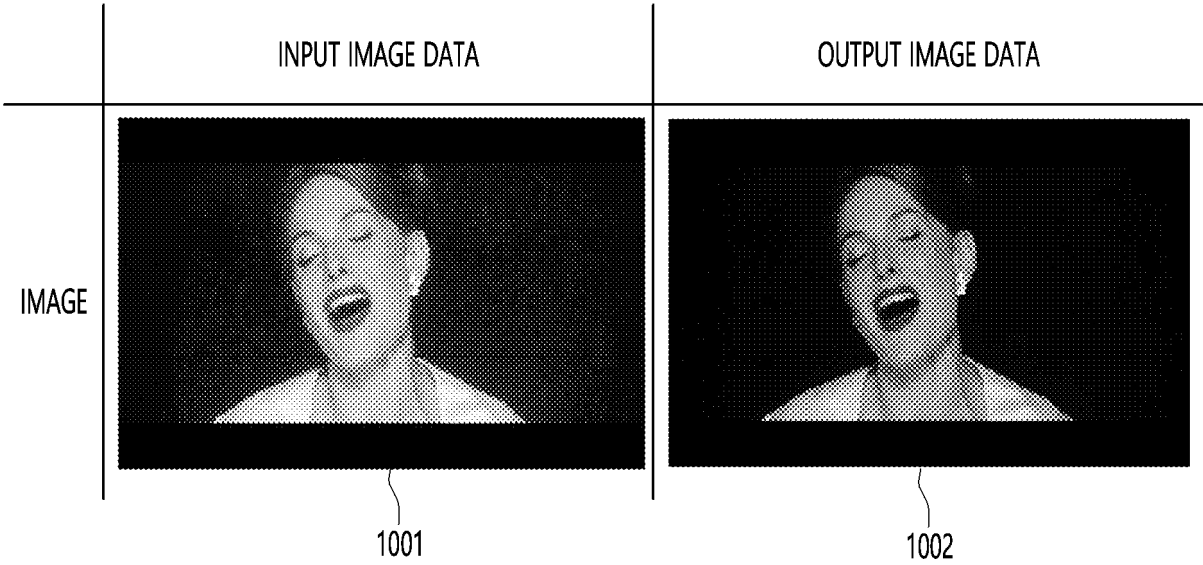 INPUT IMAGE DATA
OUTPUT IMAGE DATA
IMAGE
1001
1002